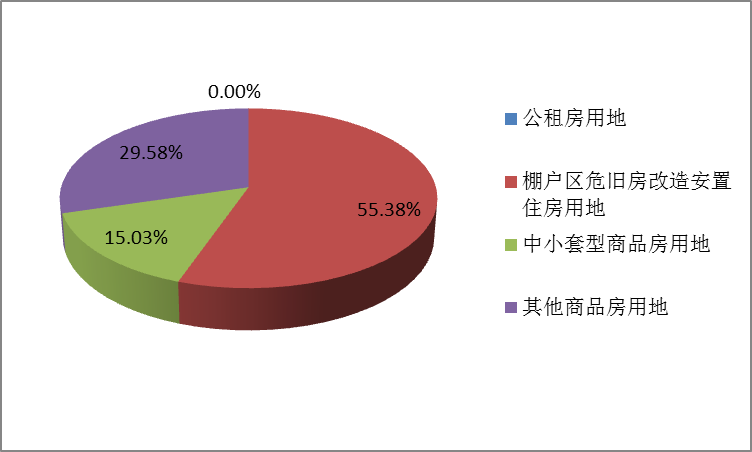 0.00%
29.58%
55.38%
15.03%
公租房用地
棚户区危旧房改造安置
住房用地
中小套型商品房用地
其他商品房用地